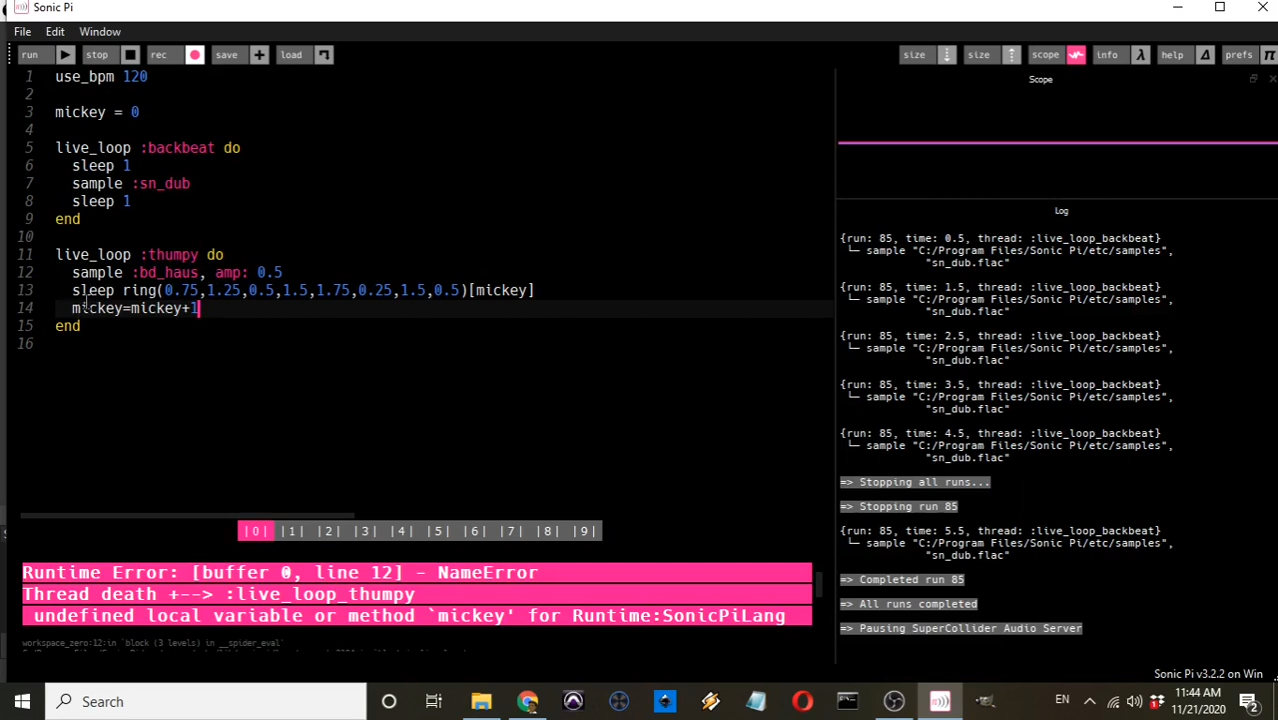 Sonic Pi
File Edit Window
run stop rec save load size size scope info help prefs
1 use_bpm 120
2
3 mickey = 0
4
5 live_loop :backbeat do
6 sleep 1
7 sample :sn_dub
8 sleep 1
9 end
10
11 live_loop :thumpy do
12 sample :bd_haus, amp: 0.5
13 sleep ring(0.75,1.25,0.5,1.5,1.75,0.25,1.5,0.5)[mickey]
14 mickey=mickey+1
15 end
16
|0| |1| |2| |3| |4| |5| |6| |7| |8| |9|
Runtime Error: [buffer 0, line 12] - NameError
Thread death +--> :live_loop_thumpy
undefined local variable or method `mickey' for Runtime:SonicPiLang
workspace_zero:12:in `block (3 levels) in __spider_eval'
Scope
Log
{run: 85, time: 0.5, thread: :live_loop_backbeat}
└─ sample "C:/Program Files/Sonic Pi/etc/samples",
"sn_dub.flac"
{run: 85, time: 1.5, thread: :live_loop_backbeat}
└─ sample "C:/Program Files/Sonic Pi/etc/samples",
"sn_dub.flac"
{run: 85, time: 2.5, thread: :live_loop_backbeat}
└─ sample "C:/Program Files/Sonic Pi/etc/samples",
"sn_dub.flac"
{run: 85, time: 3.5, thread: :live_loop_backbeat}
└─ sample "C:/Program Files/Sonic Pi/etc/samples",
"sn_dub.flac"
{run: 85, time: 4.5, thread: :live_loop_backbeat}
└─ sample "C:/Program Files/Sonic Pi/etc/samples",
"sn_dub.flac"
=> Stopping all runs...
=> Stopping run 85
{run: 85, time: 5.5, thread: :live_loop_backbeat}
└─ sample "C:/Program Files/Sonic Pi/etc/samples",
"sn_dub.flac"
=> Completed run 85
=> All runs completed
=> Pausing SuperCollider Audio Server
Sonic Pi v3.2.2 on Win
Search
EN
11:44 AM
11/21/2020
2